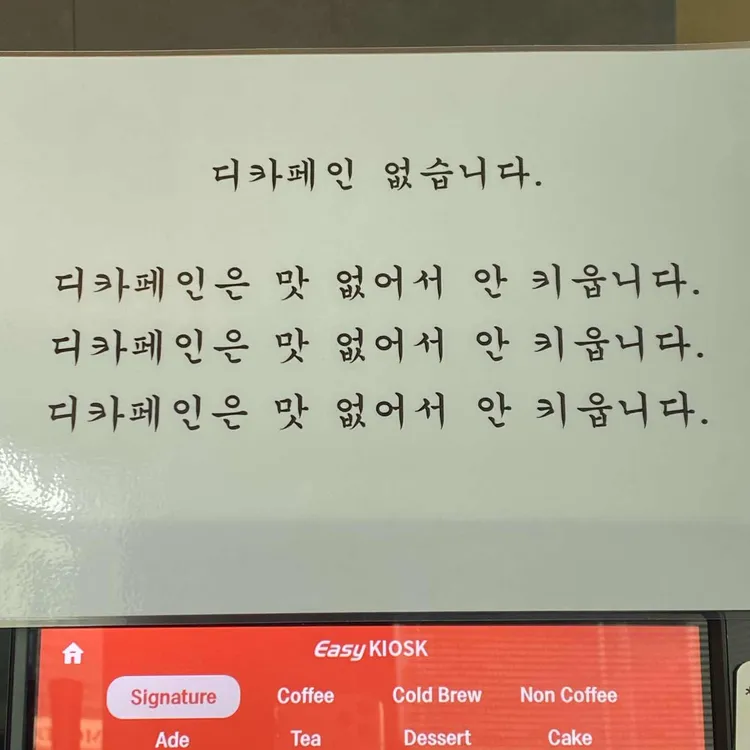 디카페인 없습니다.
디카페인은 맛 없어서 안 키웁니다.
디카페인은 맛 없어서 안 키웁니다.
디카페인은 맛 없어서 안 키웁니다.
Easy KIOSK
Signature Coffee Cold Brew Non Coffee
Ade Tea Dessert Cake